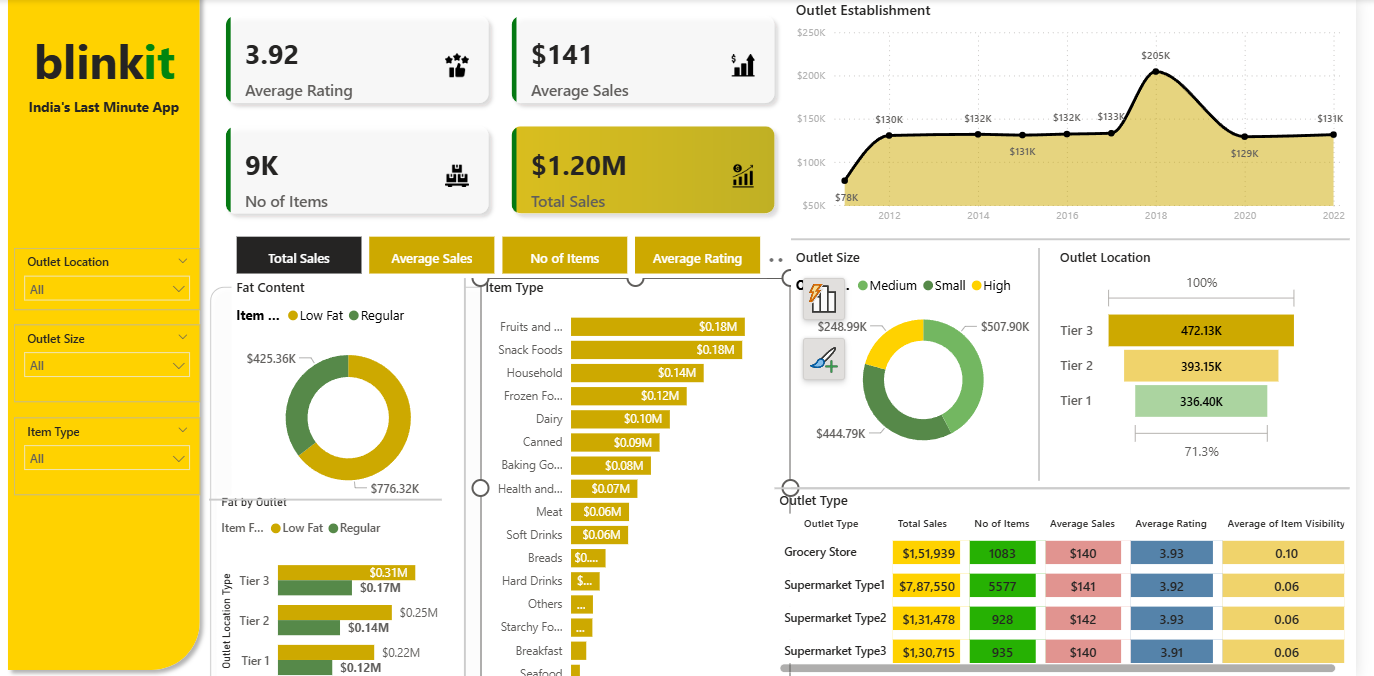 blinkit
India's Last Minute App
Outlet Location
All
Outlet Size
All
Item Type
All
3.92
Average Rating
$141
Average Sales
9K
No of Items
$1.20M
Total Sales
Total Sales
Average Sales
No of Items
Average Rating
Outlet Establishment
$250K
$200K
$150K
$100K
$50K
$78K
$130K
$132K
$131K
$132K
$133K
$205K
$129K
$131K
2012
2014
2016
2018
2020
2022
Fat Content
Item ...
Low Fat
Regular
$425.36K
$776.32K
Fat by Outlet
Item F...
Low Fat
Regular
Outlet Location Type
Tier 3
$0.31M
$0.17M
Tier 2
$0.25M
$0.14M
Tier 1
$0.22M
$0.12M
Item Type
Fruits and ...
$0.18M
Snack Foods
$0.18M
Household
$0.14M
Frozen Fo...
$0.12M
Dairy
$0.10M
Canned
$0.09M
Baking Go...
$0.08M
Health and...
$0.07M
Meat
$0.06M
Soft Drinks
$0.06M
Breads
$0....
Hard Drinks
$...
Others
...
Starchy Fo...
...
Breakfast
Seafood
Outlet Size
Medium
Small
High
$248.99K
$507.90K
$444.79K
Outlet Location
100%
Tier 3
472.13K
Tier 2
393.15K
Tier 1
336.40K
71.3%
Outlet Type
Outlet Type Total Sales No of Items Average Sales Average Rating Average of Item Visibility
Grocery Store $1,51,939 1083 $140 3.93 0.10
Supermarket Type1 $7,87,550 5577 $141 3.92 0.06
Supermarket Type2 $1,31,478 928 $142 3.93 0.06
Supermarket Type3 $1,30,715 935 $140 3.91 0.06